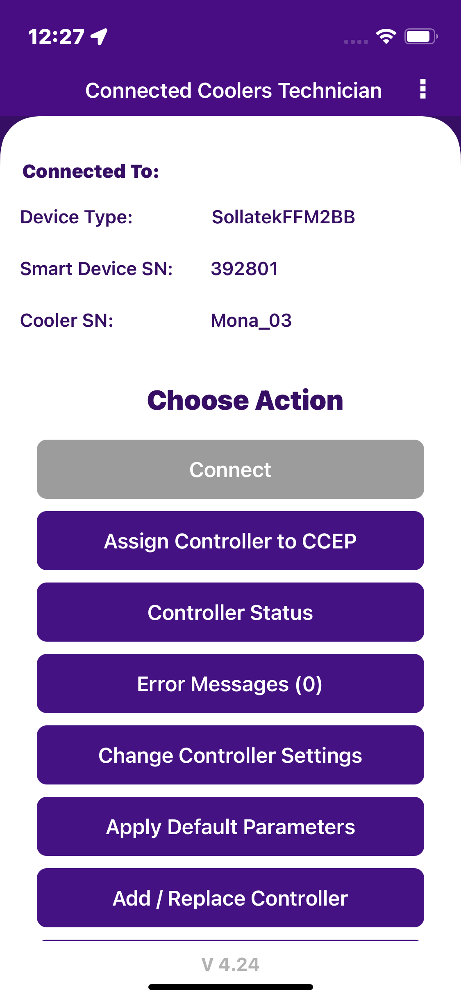 12:27
Connected Coolers Technician
Connected To:
Device Type: SollatekFFM2BB
Smart Device SN: 392801
Cooler SN: Mona_03
Choose Action
Connect
Assign Controller to CCEP
Controller Status
Error Messages (0)
Change Controller Settings
Apply Default Parameters
Add / Replace Controller
V 4.24